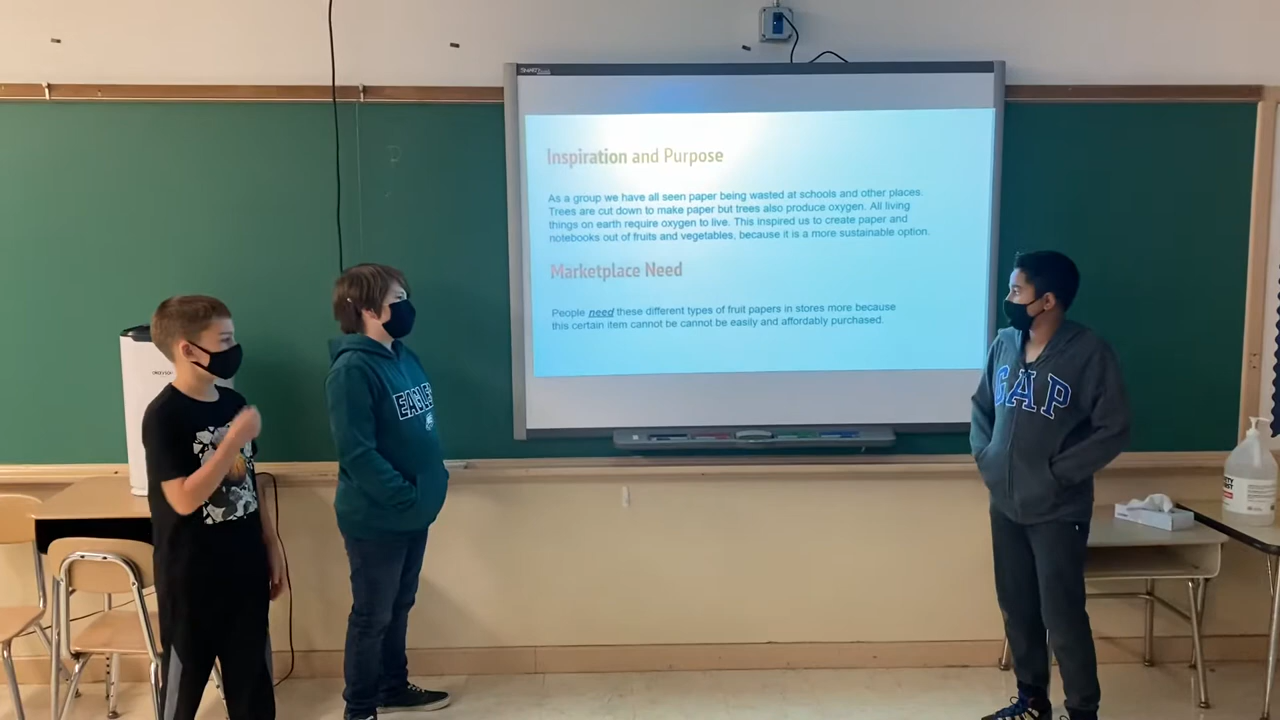 SMART
Inspiration and Purpose
As a group we have all seen paper being wasted at schools and other places.
Trees are cut down to make paper but trees also produce oxygen. All living
things on earth require oxygen to live. This inspired us to create paper and
notebooks out of fruits and vegetables, because it is a more sustainable option.
Marketplace Need
People need these different types of fruit papers in stores more because
this certain item cannot be cannot be easily and affordably purchased.
EAGLES
GAP